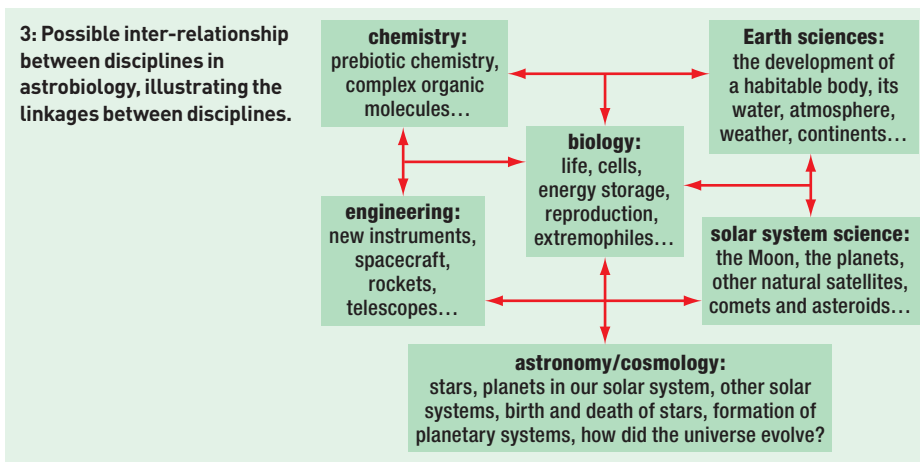 3: Possible inter-relationship
between disciplines in
astrobiology, illustrating the
linkages between disciplines.
chemistry:
prebiotic chemistry,
complex organic
molecules…
Earth sciences:
the development of
a habitable body, its
water, atmosphere,
weather, continents…
biology:
life, cells,
energy storage,
reproduction,
extremophiles…
engineering:
new instruments,
spacecraft,
rockets,
telescopes…
solar system science:
the Moon, the planets,
other natural satellites,
comets and asteroids…
astronomy/cosmology:
stars, planets in our solar system, other solar
systems, birth and death of stars, formation of
planetary systems, how did the universe evolve?